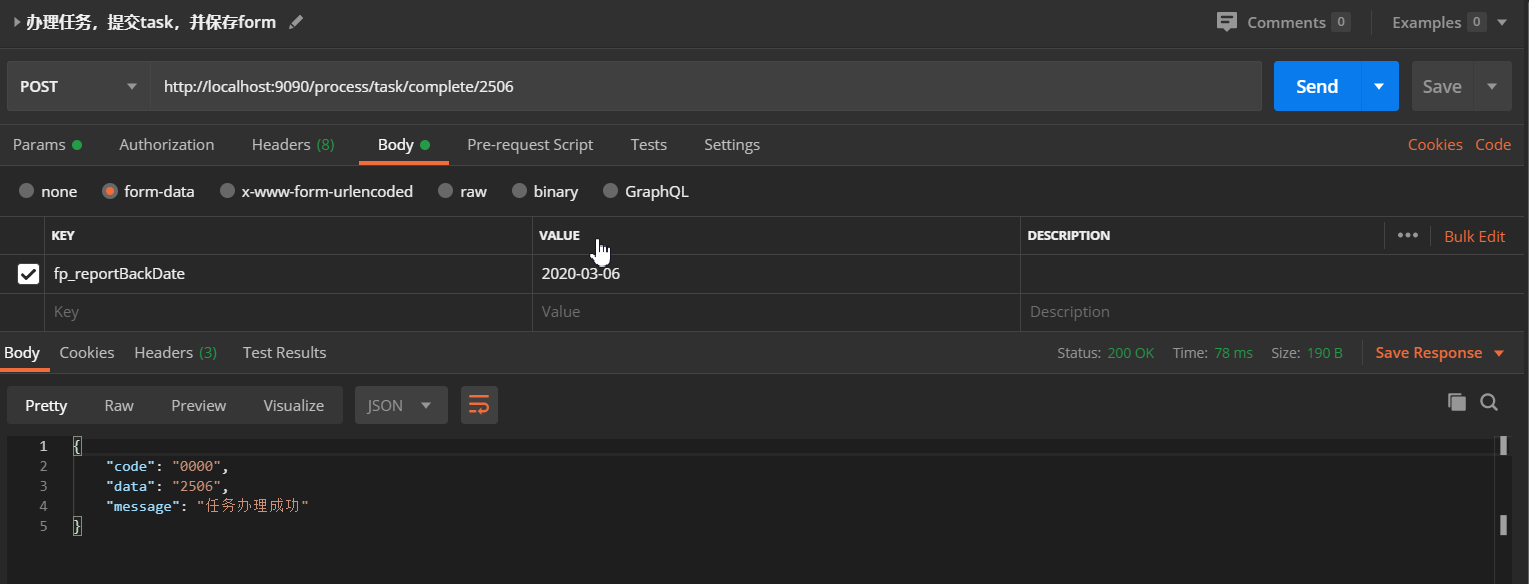 办理任务，提交task，并保存form Comments 0 Examples 0
POST http://localhost:9090/process/task/complete/2506 Send Save
Params Authorization Headers (8) Body Pre-request Script Tests Settings Cookies Code
none form-data x-www-form-urlencoded raw binary GraphQL
KEY VALUE DESCRIPTION ••• Bulk Edit
fp_reportBackDate 2020-03-06
Key Value Description
Body Cookies Headers (3) Test Results Status: 200 OK Time: 78 ms Size: 190 B Save Response
Pretty Raw Preview Visualize JSON
1 {
2 "code": "0000",
3 "data": "2506",
4 "message": "任务办理成功"
5 }